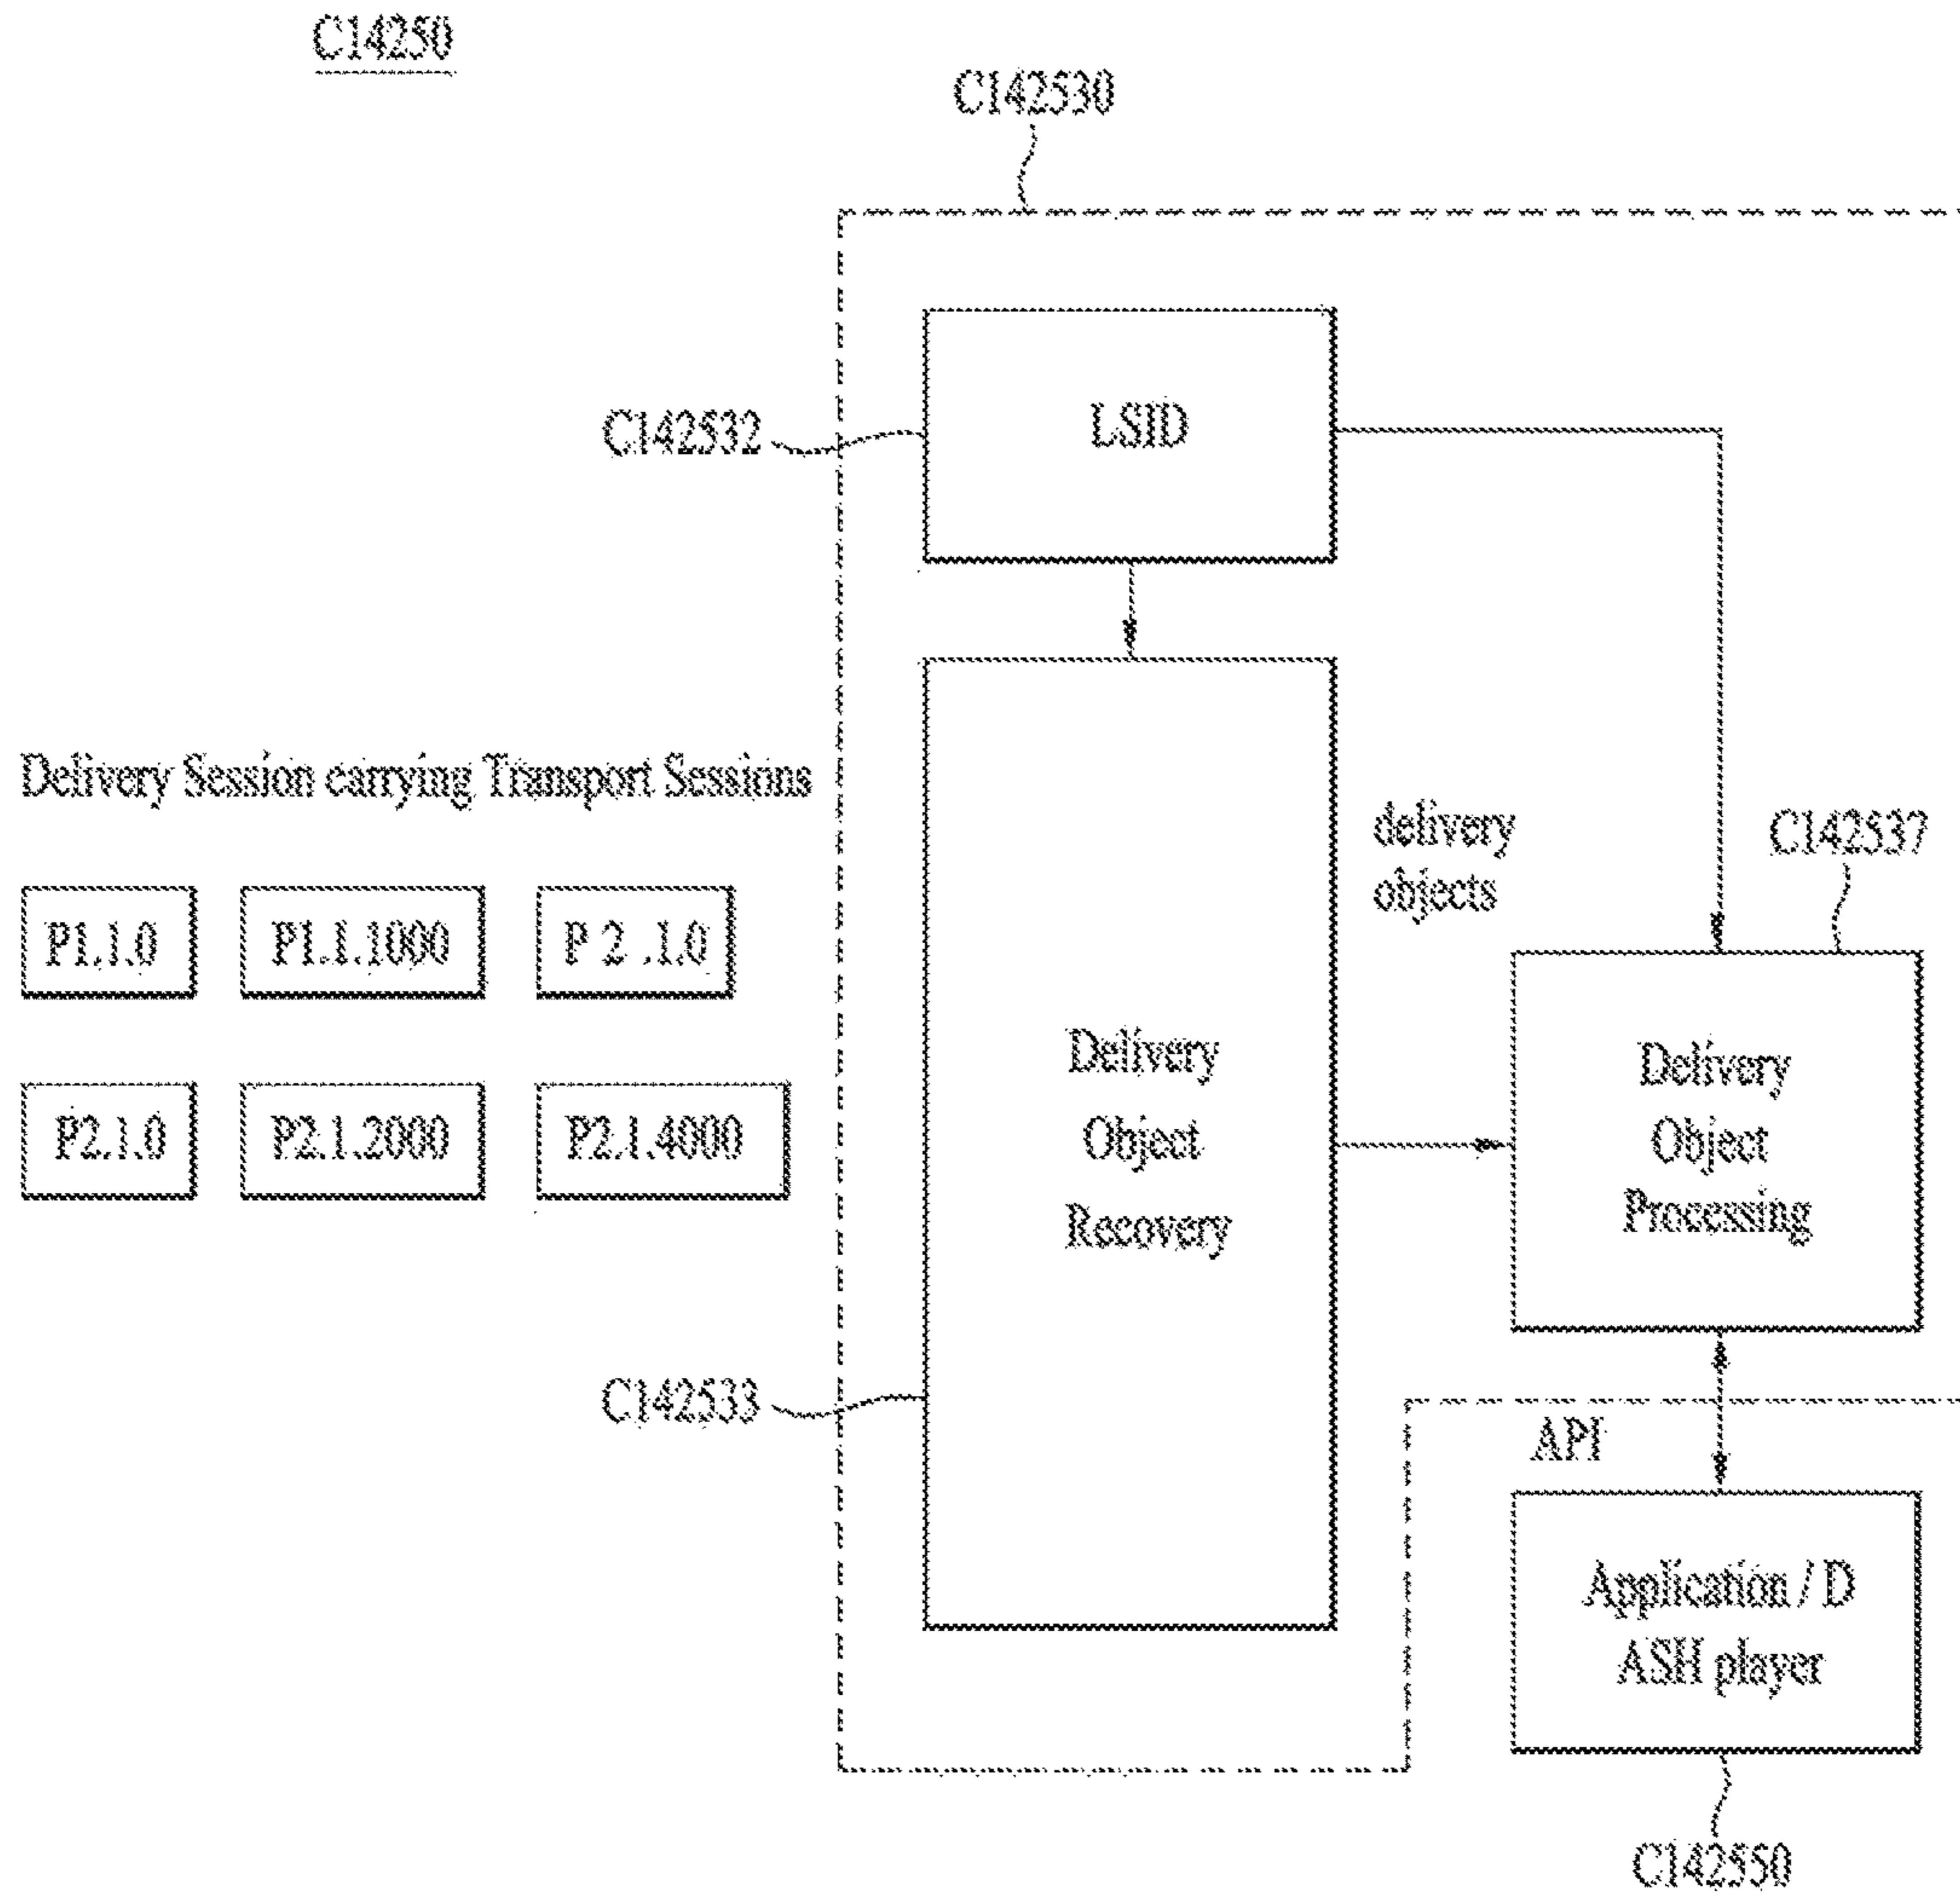 C14250
C142530
LSID
C142532
Delivery Session carrying Transport Sessions
delivery
objects
C142537
P1.1.0
P1.1.1000
P 2 .1.0
P2.1.0
P2.1.2000
P2.1.4000
Delivery
Object
Recovery
Delivery
Object
Processing
C142533
API
Application / D
ASH player
C142550